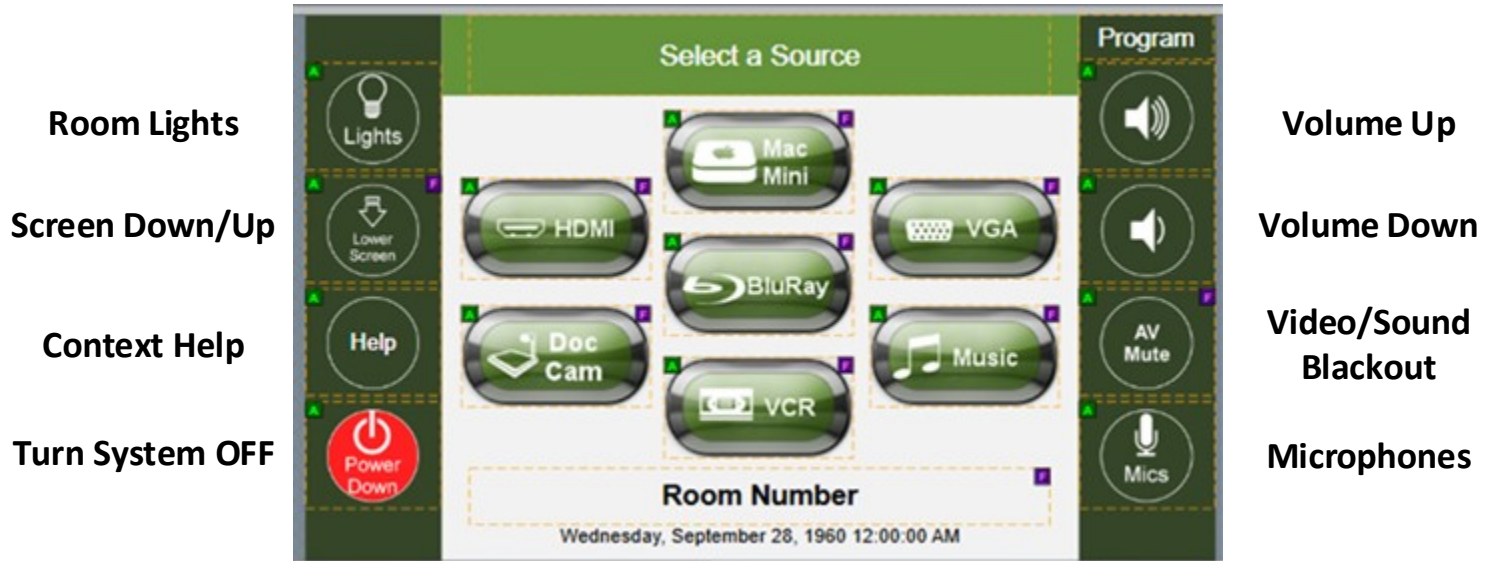 Room Lights
Screen Down/Up
Context Help
Turn System OFF
A
Lights
A F
Lower
Screen
A
Help
A
Power
Down
Select a Source
A F
Mac
Mini
A F
HDMI
A F
VGA
A F
BluRay
A F
Doc
Cam
A F
Music
A F
VCR
F
Room Number
Wednesday, September 28, 1960 12:00:00 AM
Program
A
A
A F
AV
Mute
A
Mics
Volume Up
Volume Down
Video/Sound
Blackout
Microphones